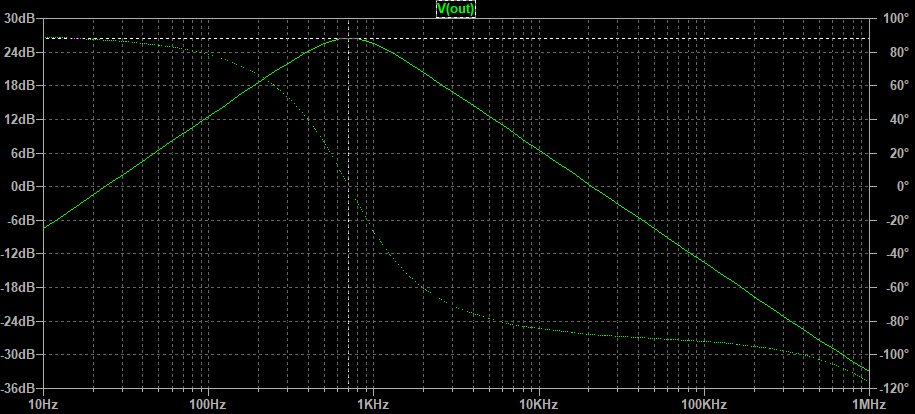 V(out)
30dB 100°
24dB 80°
18dB 60°
12dB 40°
6dB 20°
0dB 0°
-6dB -20°
-12dB -40°
-18dB -60°
-24dB -80°
-30dB -100°
-36dB -120°
10Hz 100Hz 1KHz 10KHz 100KHz 1MHz